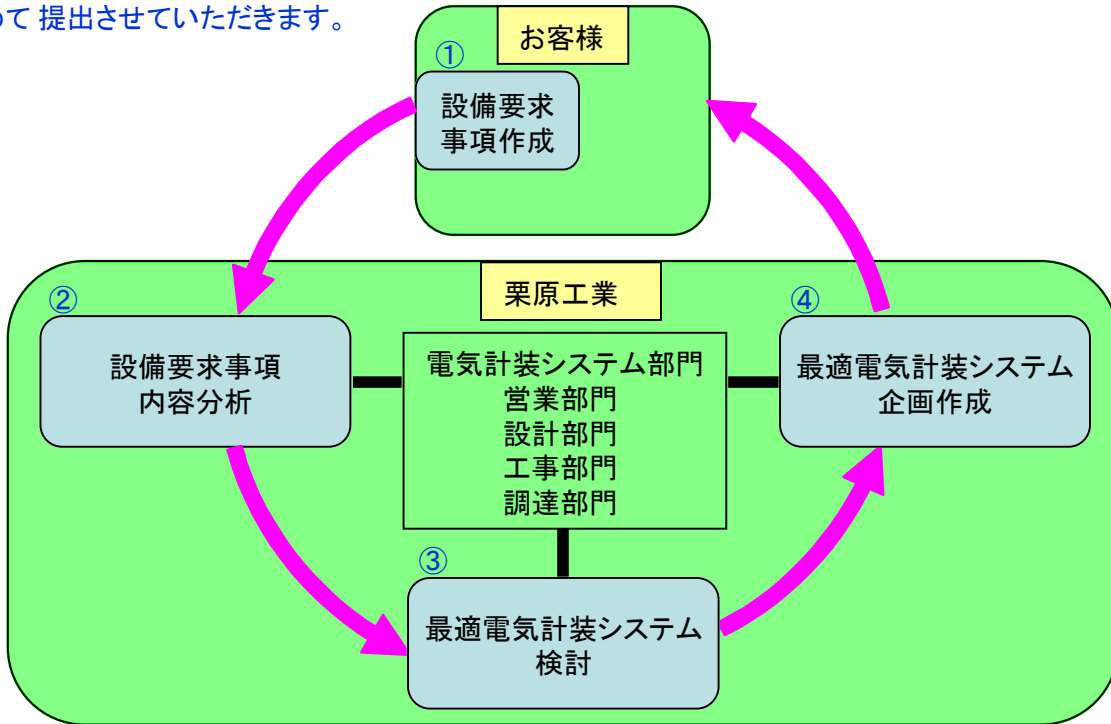 めて 提出させていただきます。
お客様
①
設備要求
事項作成
栗原工業
②
設備要求事項
内容分析
電気計装システム部門
営業部門
設計部門
工事部門
調達部門
④
最適電気計装システム
企画作成
③
最適電気計装システム
検討